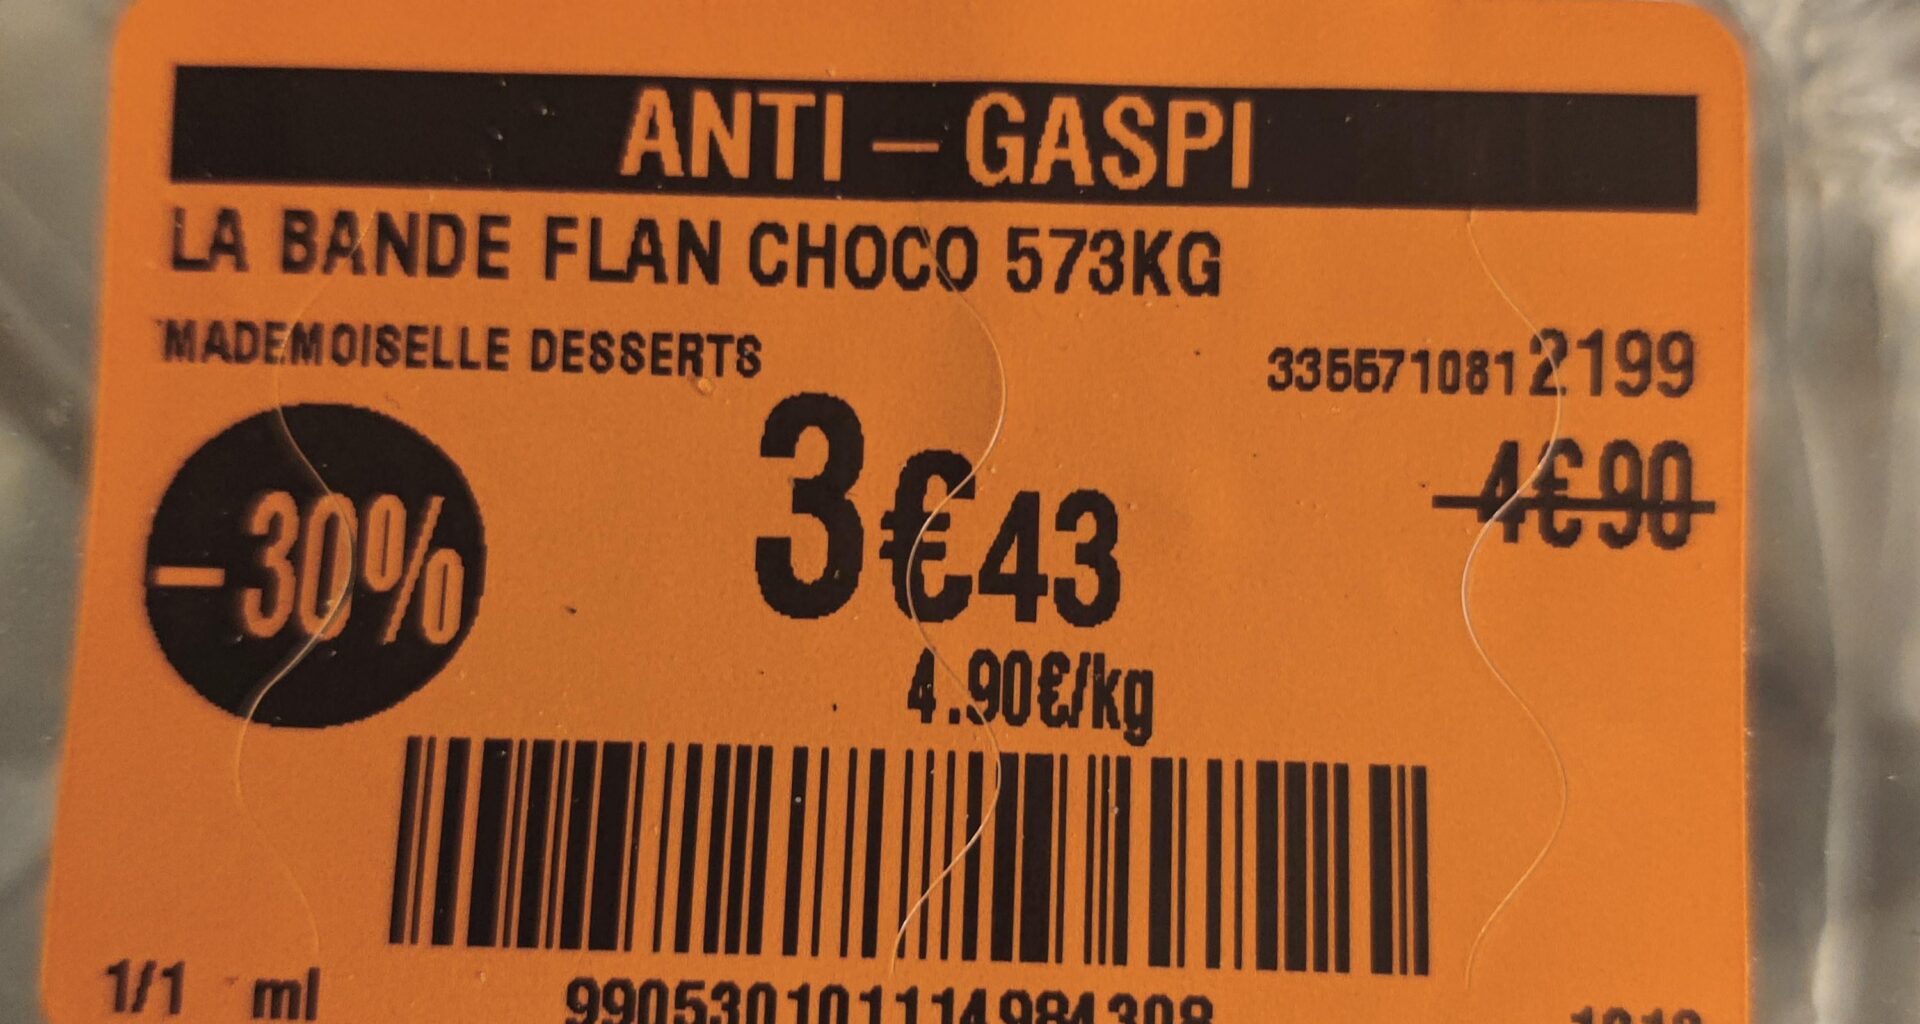 ANTI - GASPI
LA BANDE FLAN CHOCO 573KG
MADEMOISELLE DESSERTS
3355710812199
-30%
3€43
4€90
4.90€/kg
1/1 ml
990530101114984308